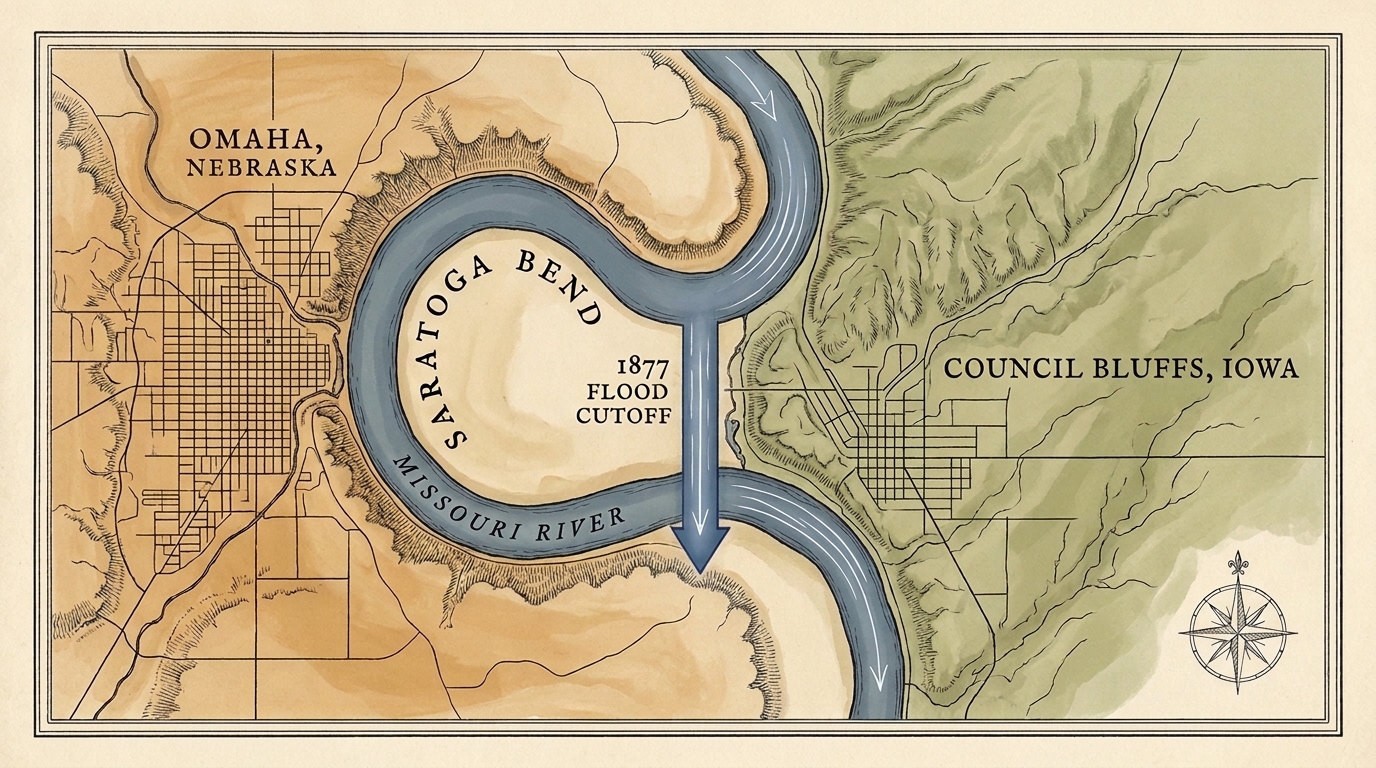 OMAHA,
NEBRASKA
SARATOGA BEND
1877
FLOOD
CUTOFF
COUNCIL BLUFFS, IOWA
MISSOURI RIVER